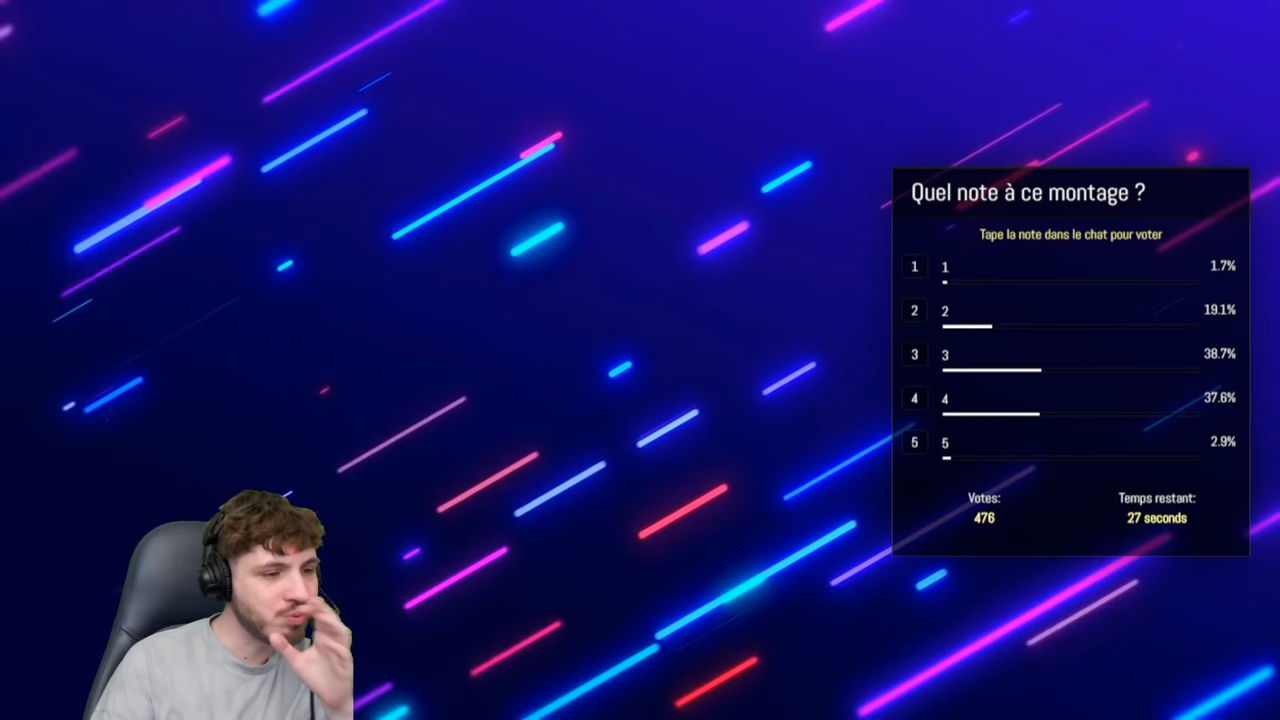 Quel note à ce montage ?
Tape la note dans le chat pour voter
1 1 1.7%
2 2 19.1%
3 3 38.7%
4 4 37.6%
5 5 2.9%
Votes: Temps restant:
476 27 seconds